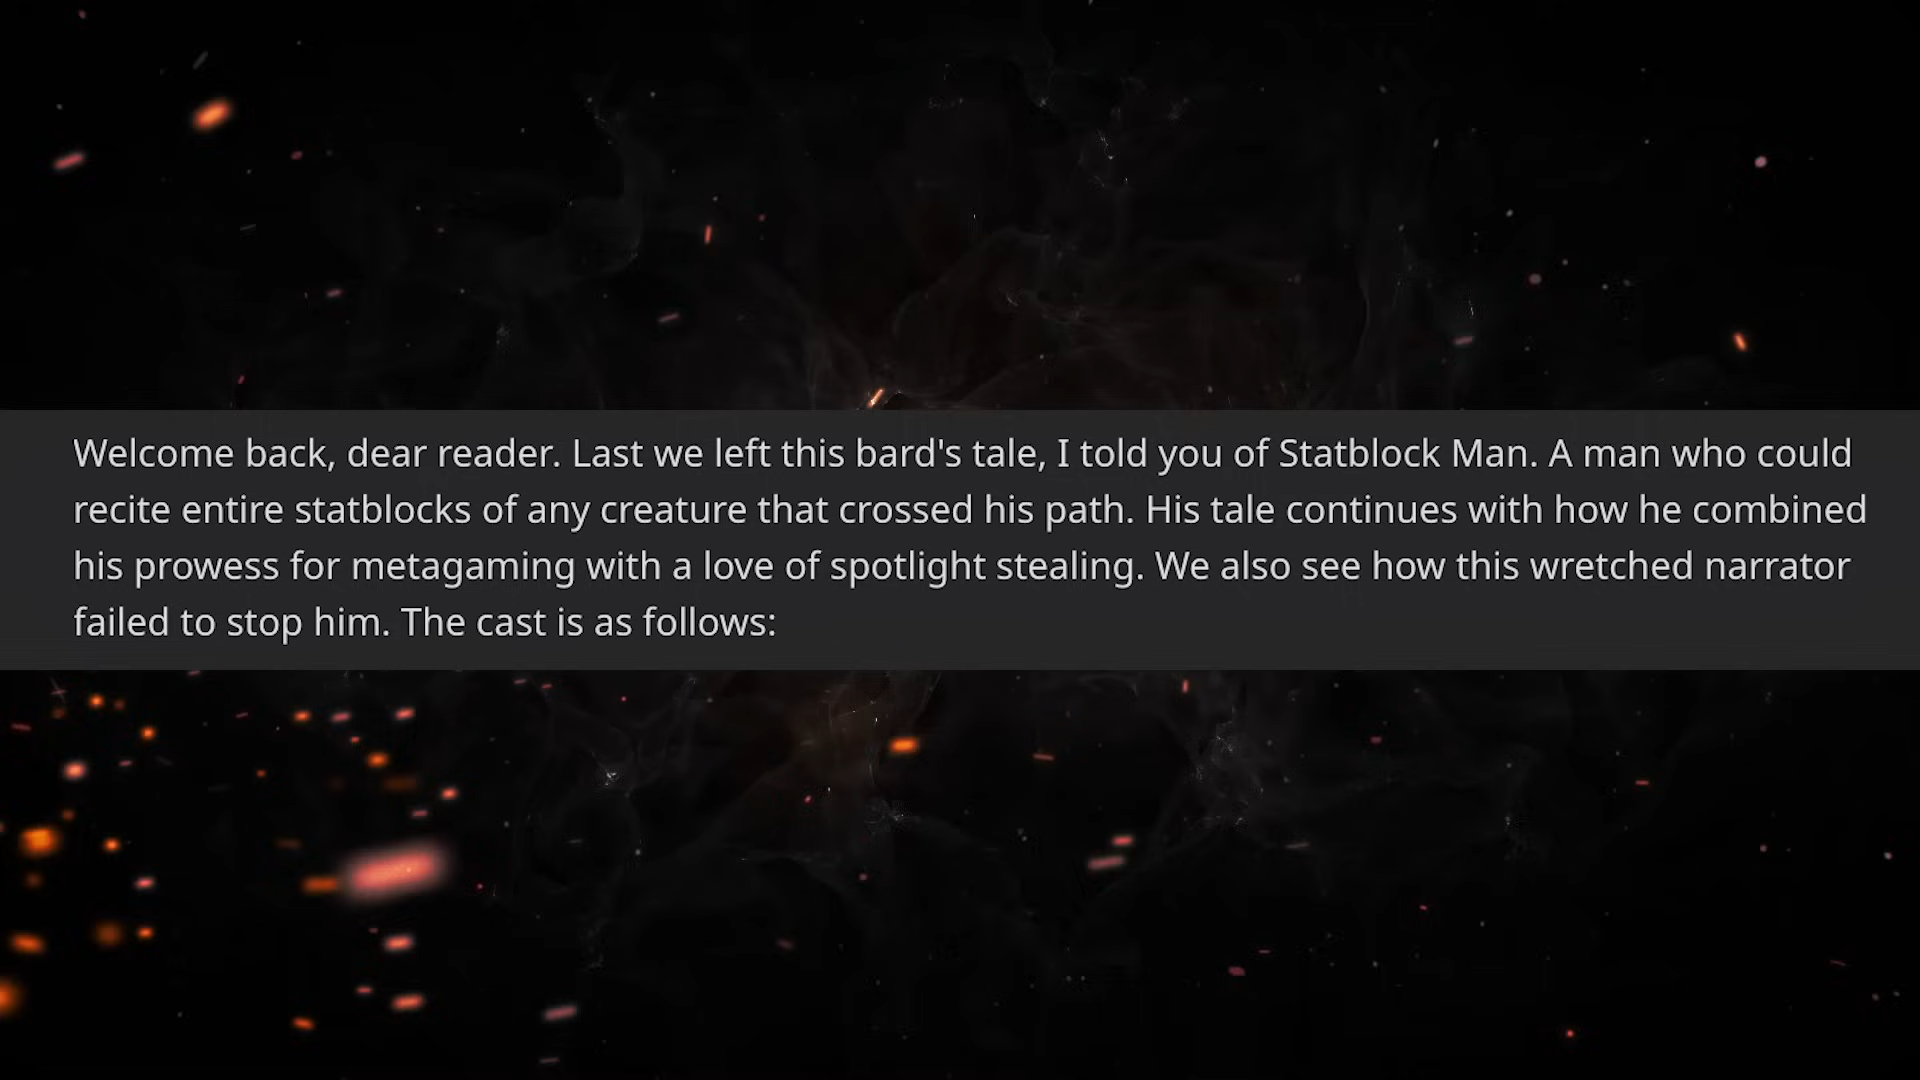 Welcome back, dear reader. Last we left this bard's tale, I told you of Statblock Man. A man who could
recite entire statblocks of any creature that crossed his path. His tale continues with how he combined
his prowess for metagaming with a love of spotlight stealing. We also see how this wretched narrator
failed to stop him. The cast is as follows: